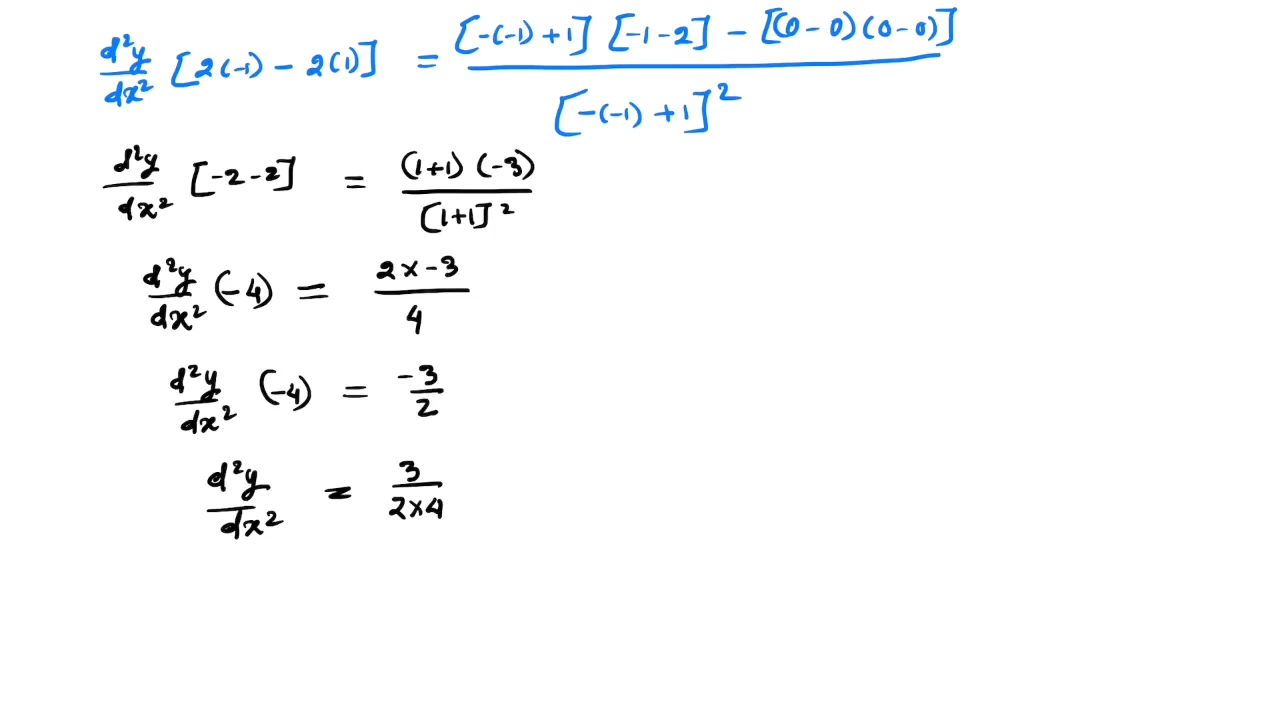 d²y/dx² [2(-1) - 2(1)] = [-(-1) + 1] [-1 - 2] - [(0 - 0)(0 - 0)] / [-(-1) + 1]²
d²y/dx² [-2 - 2] = (1+1) (-3) / [1+1]²
d²y/dx² (-4) = 2 × -3 / 4
d²y/dx² (-4) = -3/2
d²y/dx² = 3 / 2×4